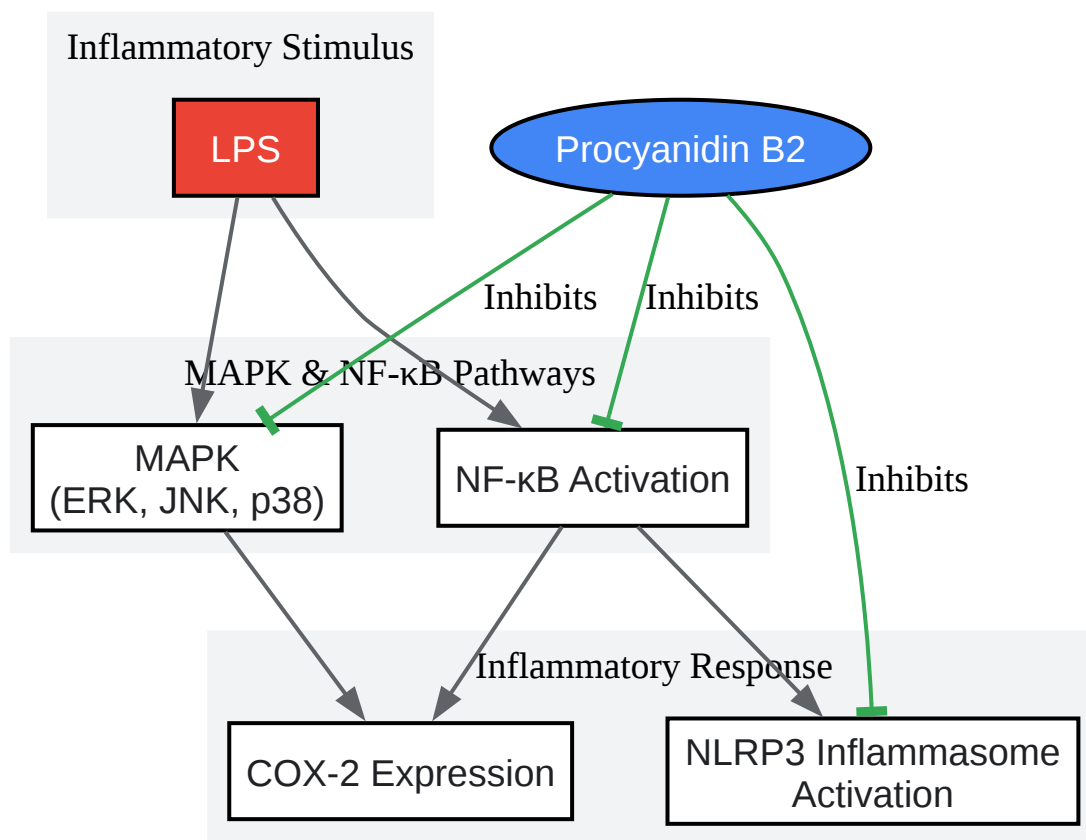 Inflammatory Stimulus
LPS
Procyanidin B2
Inhibits
Inhibits
MAPK & NF-κB Pathways
MAPK
(ERK, JNK, p38)
NF-κB Activation
Inhibits
Inflammatory Response
COX-2 Expression
NLRP3 Inflammasome
Activation